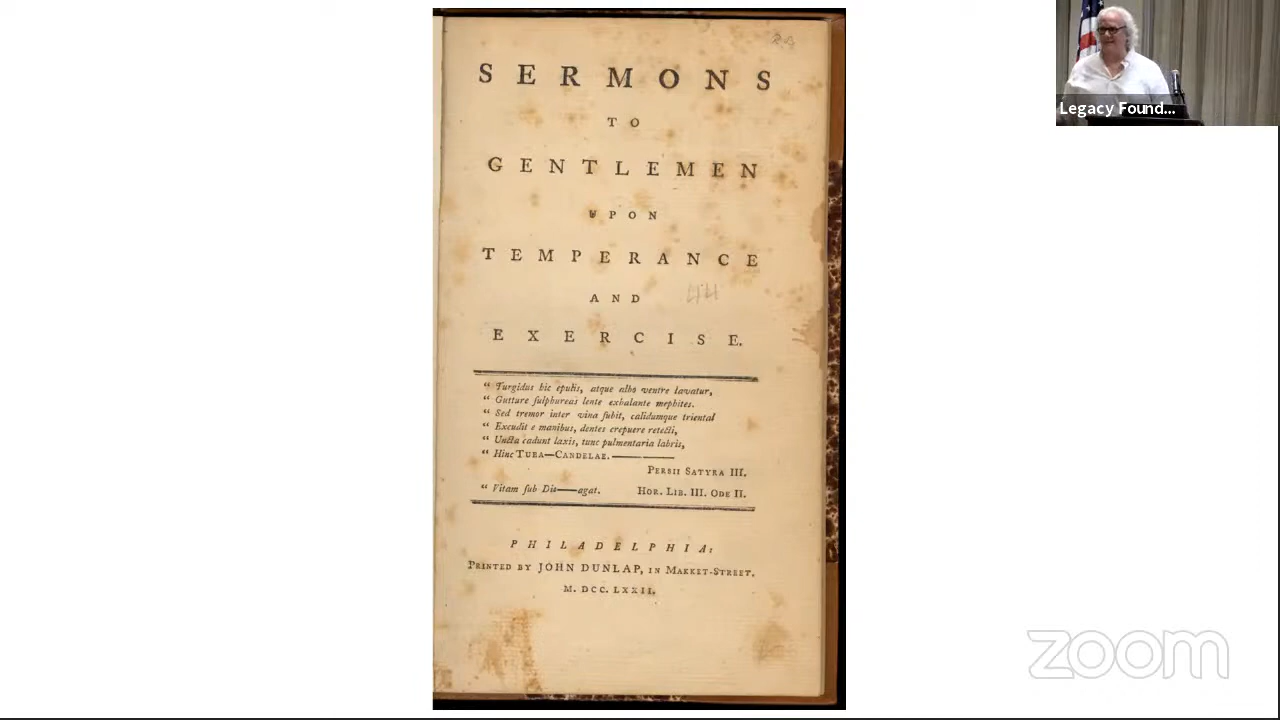 SERMONS
TO
GENTLEMEN
UPON
TEMPERANCE
AND
EXERCISE.
44
“ Turgidus hic epulis, atque albo ventre lavatur,
“ Gutture ſulphureas lente exhalante mephites.
“ Sed tremor inter vina ſubit, calidumque triental
“ Excudit e manibus, dentes crepuere retecti,
“ Uncta cadunt laxis, tunc pulmentaria labris,
“ Hinc TUBA—CANDELAE. ——— ———
PERSII SATYRA III.
“ Vitam ſub Dio——agat. HOR. LIB. III. ODE II.
PHILADELPHIA:
PRINTED BY JOHN DUNLAP, IN MARKET-STREET.
M. DCC. LXXII.
Legacy Found...
zoom